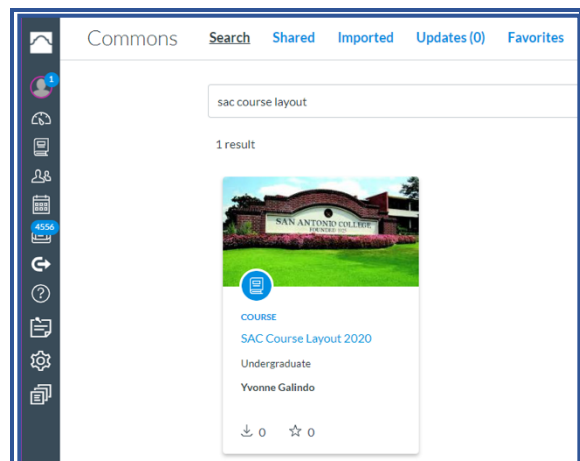 Commons Search Shared Imported Updates (0) Favorites
1
sac course layout
1 result
4556
SAN ANTONIO COLLEGE
COURSE
SAC Course Layout 2020
Undergraduate
Yvonne Galindo
0 0